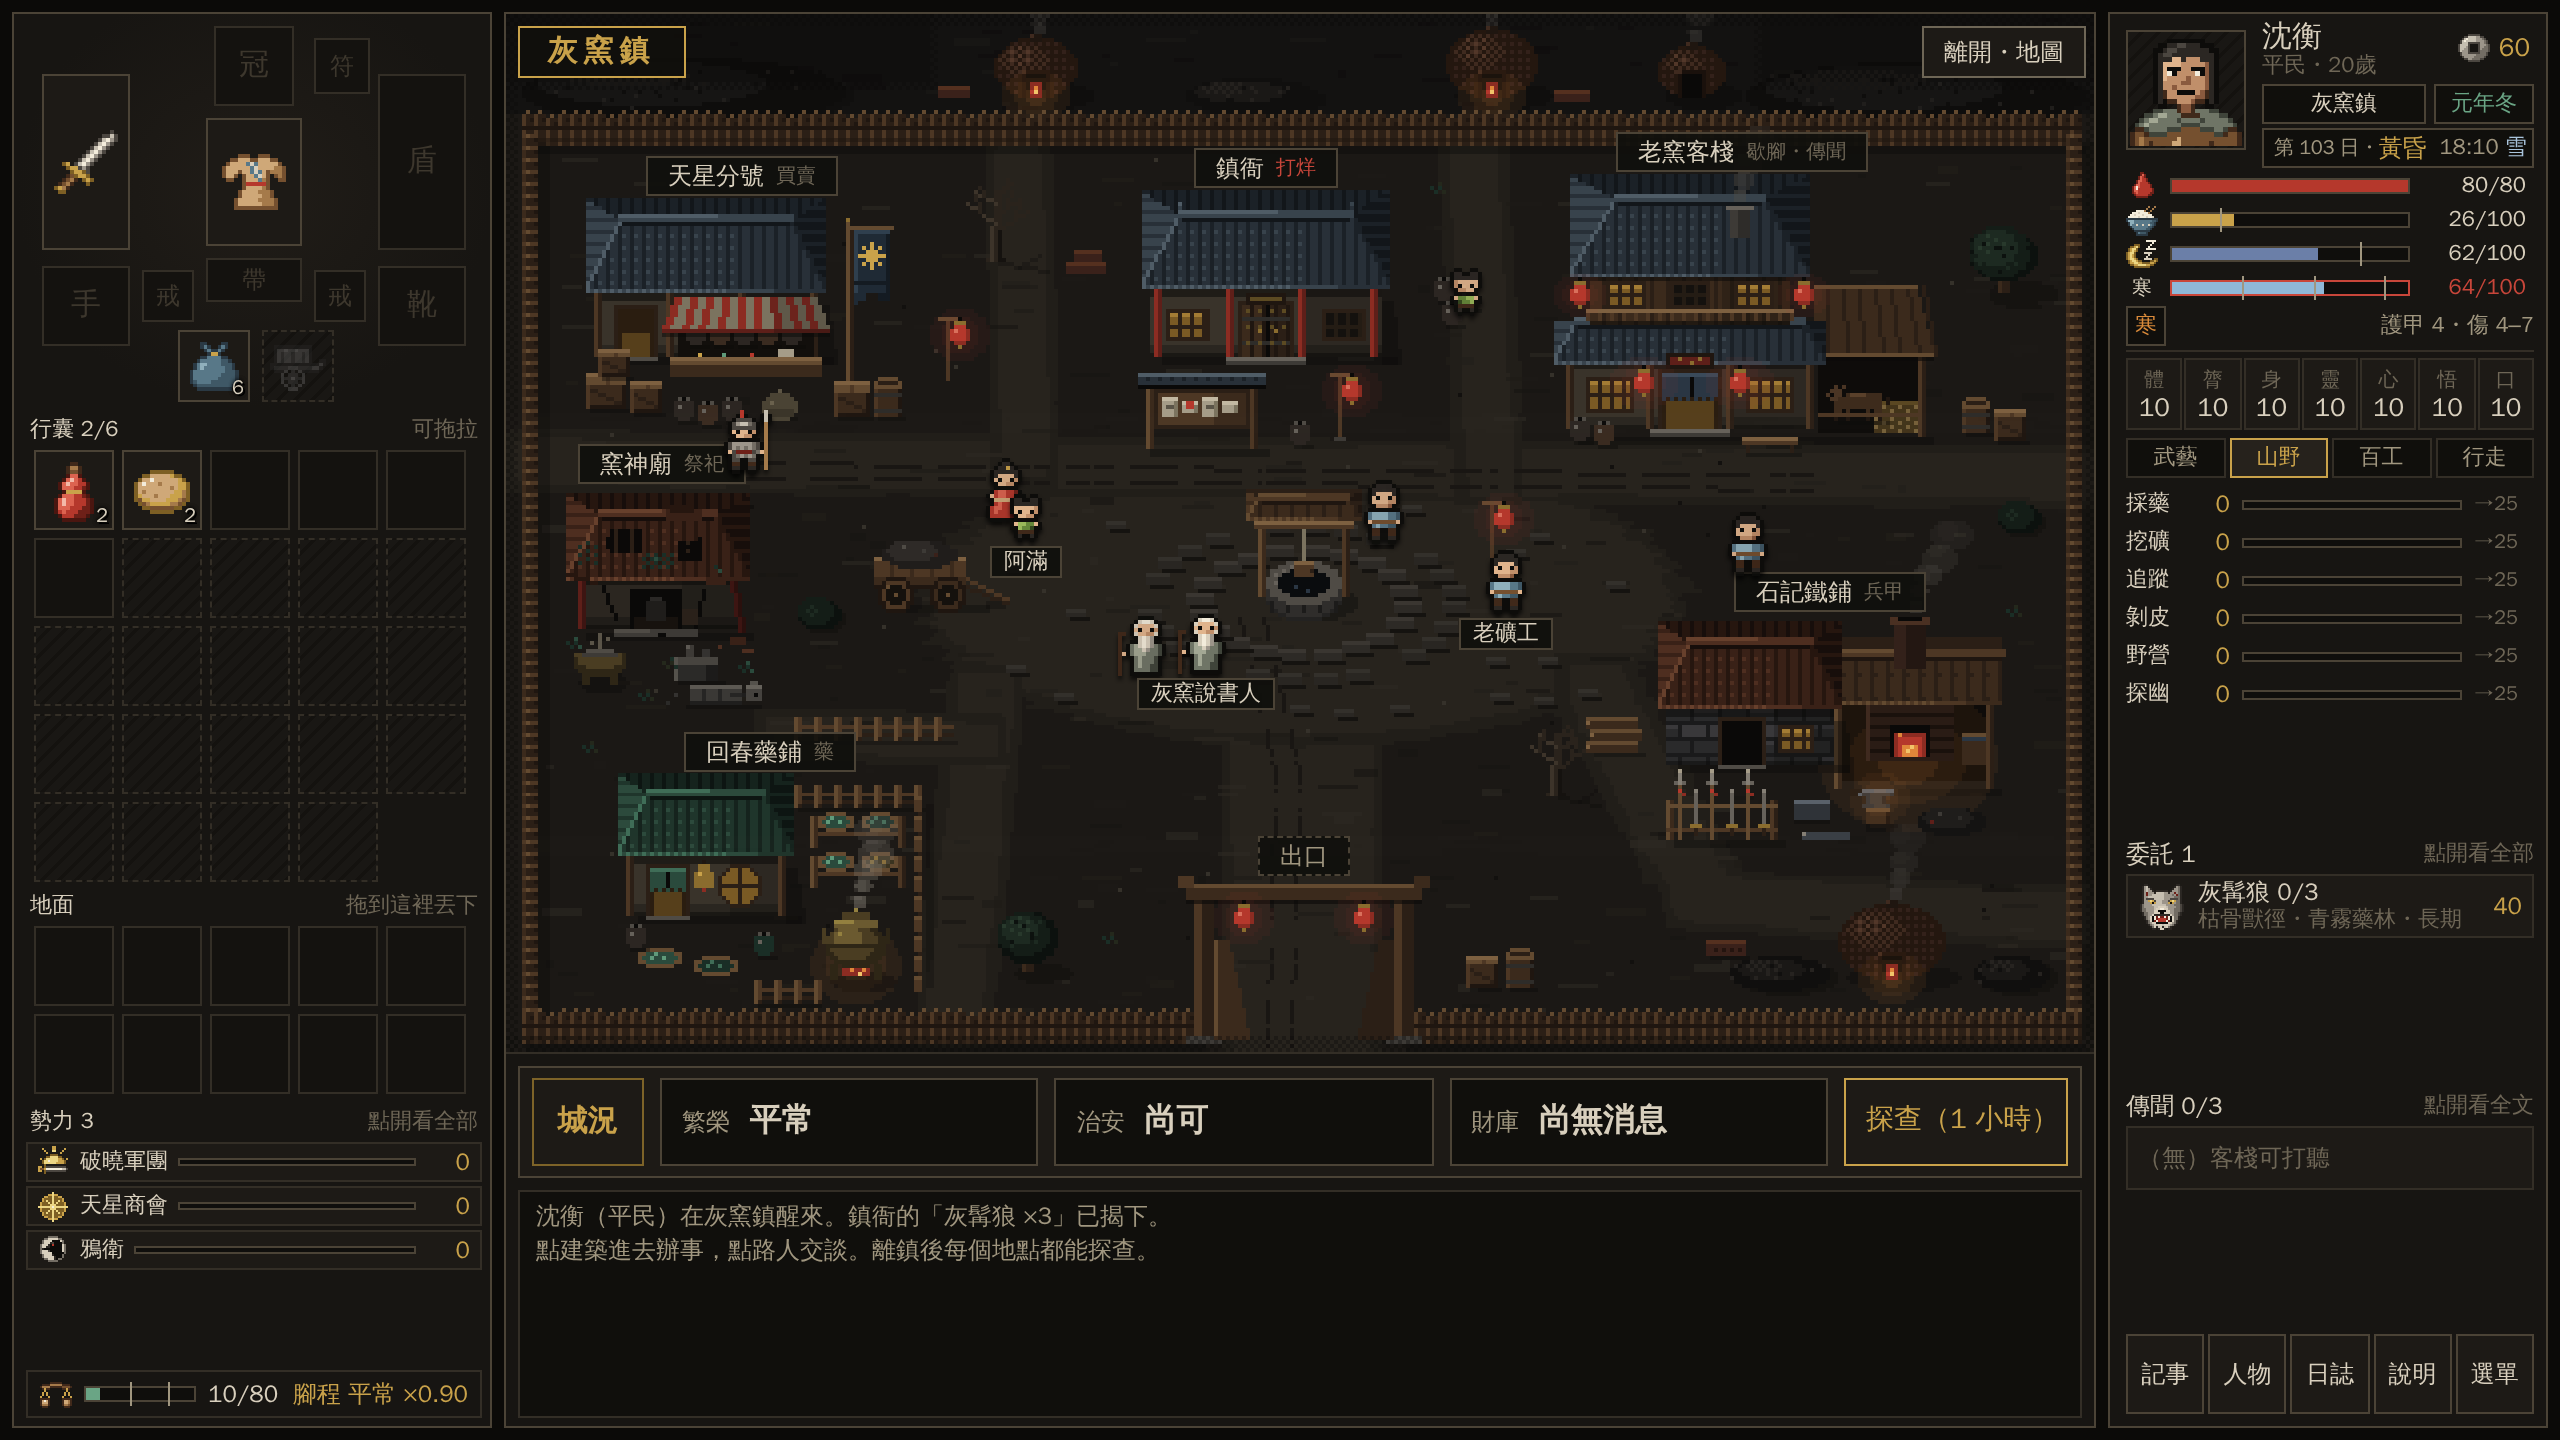 冠
符
盾
手
戒
帶
戒
靴
6
行囊 2/6
可拖拉
2
2
地面
拖到這裡丟下
勢力 3
點開看全部
破曉軍團
0
天星商會
0
鴉衛
0
10/80
腳程 平常 ×0.90
灰窯鎮
離開・地圖
天星分號 買賣
鎮衙 打烊
老窯客棧 歇腳・傳聞
窯神廟 祭祀
阿滿
石記鐵鋪 兵甲
老礦工
灰窯說書人
回春藥鋪 藥
出口
城況
繁榮 平常
治安 尚可
財庫 尚無消息
探查（1 小時）
沈衡（平民）在灰窯鎮醒來。鎮衙的「灰髯狼 ×3」已揭下。
點建築進去辦事，點路人交談。離鎮後每個地點都能探查。
沈衡
60
平民・20歲
灰窯鎮
元年冬
第 103 日・黃昏 18:10 雪
80/80
26/100
62/100
寒 64/100
寒
護甲 4・傷 4–7
體 膂 身 靈 心 悟 口
10 10 10 10 10 10 10
武藝 山野 百工 行走
採藥 0 →25
挖礦 0 →25
追蹤 0 →25
剝皮 0 →25
野營 0 →25
探幽 0 →25
委託 1
點開看全部
灰髯狼 0/3
枯骨獸徑・青霧藥林・長期
40
傳聞 0/3
點開看全文
（無）客棧可打聽
記事 人物 日誌 說明 選單